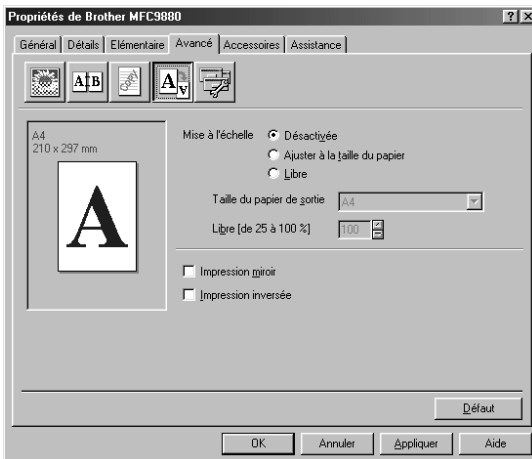 Propriétés de Brother MFC9880
Général Détails Elémentaire Avancé Accessoires Assistance
A B
A A
A4
210 x 297 mm
A
Mise à l'échelle Désactivée
Ajuster à la taille du papier
Libre
Taille du papier de sortie A4
Libre [de 25 à 100 %] 100
Impression miroir
Impression inversée
Défaut
OK Annuler Appliquer Aide